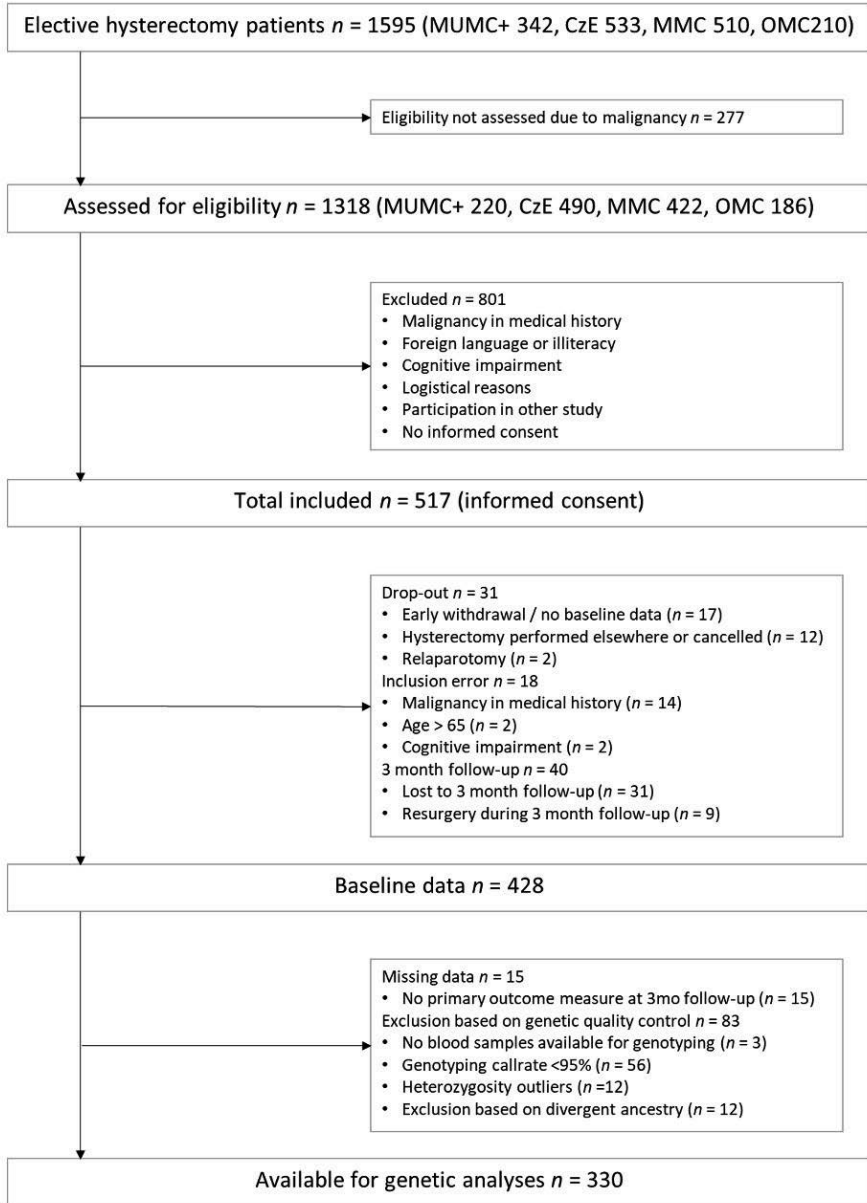 Elective hysterectomy patients n = 1595 (MUMC+ 342, CzE 533, MMC 510, OMC210)
Eligibility not assessed due to malignancy n = 277
Assessed for eligibility n = 1318 (MUMC+ 220, CzE 490, MMC 422, OMC 186)
Excluded n = 801
• Malignancy in medical history
• Foreign language or illiteracy
• Cognitive impairment
• Logistical reasons
• Participation in other study
• No informed consent
Total included n = 517 (informed consent)
Drop-out n = 31
• Early withdrawal / no baseline data (n = 17)
• Hysterectomy performed elsewhere or cancelled (n = 12)
• Relaparotomy (n = 2)
Inclusion error n = 18
• Malignancy in medical history (n = 14)
• Age > 65 (n = 2)
• Cognitive impairment (n = 2)
3 month follow-up n = 40
• Lost to 3 month follow-up (n = 31)
• Resurgery during 3 month follow-up (n = 9)
Baseline data n = 428
Missing data n = 15
• No primary outcome measure at 3mo follow-up (n = 15)
Exclusion based on genetic quality control n = 83
• No blood samples available for genotyping (n = 3)
• Genotyping callrate <95% (n = 56)
• Heterozygosity outliers (n =12)
• Exclusion based on divergent ancestry (n = 12)
Available for genetic analyses n = 330